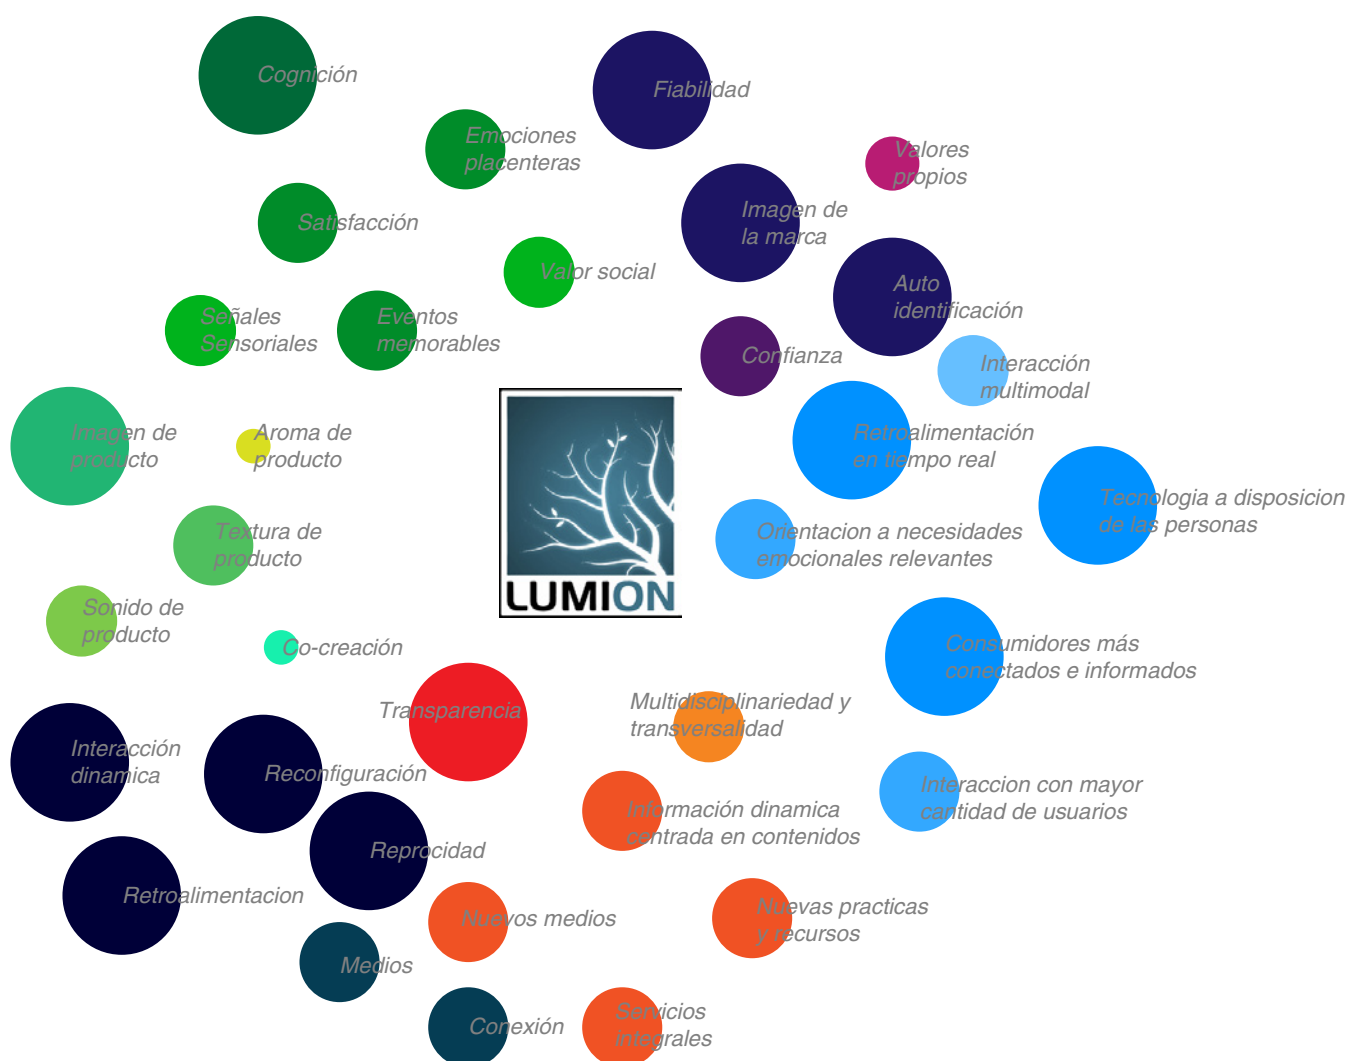 Cognición
Fiabilidad
Emociones
placenteras
Valores
propios
Satisfacción
Imagen de
la marca
Valor social
Auto
identificación
Señales
Sensoriales
Eventos
memorables
Confianza
Interacción
multimodal
Imagen de
producto
Aroma de
producto
Retroalimentación
en tiempo real
Tecnologia a disposicion
de las personas
Textura de
producto
Orientacion a necesidades
emocionales relevantes
LUMION
Sonido de
producto
Co-creación
Consumidores más
conectados e informados
Transparencia
Multidisciplinariedad y
transversalidad
Interacción
dinamica
Reconfiguración
Interaccion con mayor
cantidad de usuarios
Información dinamica
centrada en contenidos
Reprocidad
Retroalimentacion
Nuevos medios
Nuevas practicas
y recursos
Medios
Conexión
Servicios
integrales